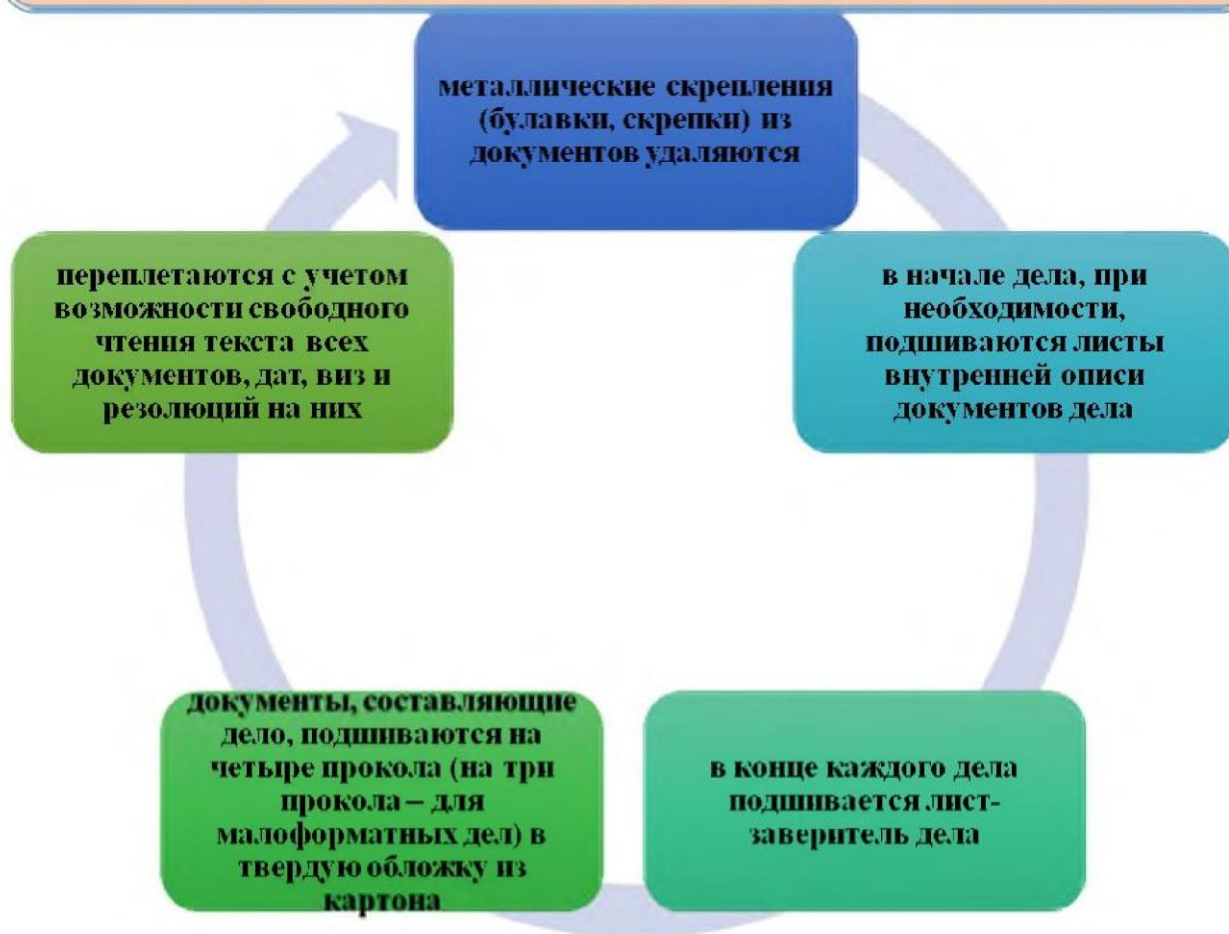 металлические скрепления
(булавки, скрепки) из
документов удаляются
в начале дела, при
необходимости,
подшиваются листы
внутренней описи
документов дела
в конце каждого дела
подшивается лист-
заверитель дела
документы, составляющие
дело, подшиваются на
четыре прокола (на три
прокола – для
малоформатных дел) в
твердую обложку из
картона
переплетаются с учетом
возможности свободного
чтения текста всех
документов, дат, виз и
резолюций на них